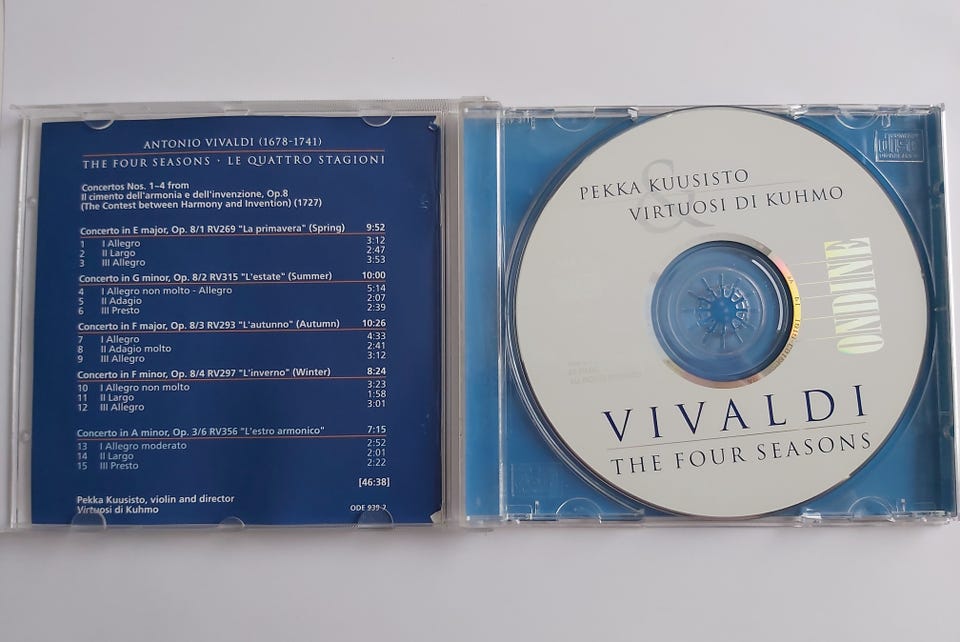 ANTONIO VIVALDI (1678-1741)
THE FOUR SEASONS · LE QUATTRO STAGIONI
Concertos Nos. 1–4 from
Il cimento dell'armonia e dell'invenzione, Op.8
(The Contest between Harmony and Invention) (1727)
Concerto in E major, Op. 8/1 RV269 "La primavera" (Spring) 9:52
1 I Allegro 3:12
2 II Largo 2:47
3 III Allegro 3:53
Concerto in G minor, Op. 8/2 RV315 "L'estate" (Summer) 10:00
4 I Allegro non molto - Allegro 5:14
5 II Adagio 2:07
6 III Presto 2:39
Concerto in F major, Op. 8/3 RV293 "L'autunno" (Autumn) 10:26
7 I Allegro 4:33
8 II Adagio molto 2:41
9 III Allegro 3:12
Concerto in F minor, Op. 8/4 RV297 "L'inverno" (Winter) 8:24
10 I Allegro non molto 3:23
11 II Largo 1:58
12 III Allegro 3:01
Concerto in A minor, Op. 3/6 RV356 "L'estro armonico" 7:15
13 I Allegro moderato 2:52
14 II Largo 2:01
15 III Presto 2:22
[46:38]
Pekka Kuusisto, violin and director
Virtuosi di Kuhmo
ODE 939-2
PEKKA KUUSISTO
&
VIRTUOSI DI KUHMO
ONDINE
VIVALDI
THE FOUR SEASONS